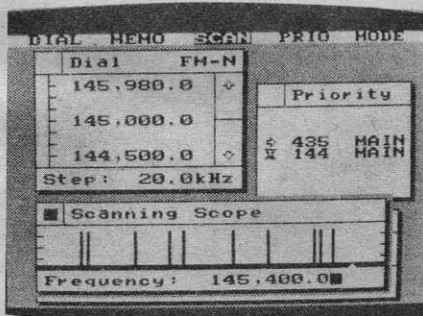 DIAL MEMO SCAN PRIO MODE
Dial FM-N
145,980.0
145,000.0
144,500.0
Step: 20.0kHz
Priority
435 MAIN
144 MAIN
Scanning Scope
Frequency: 145,400.0